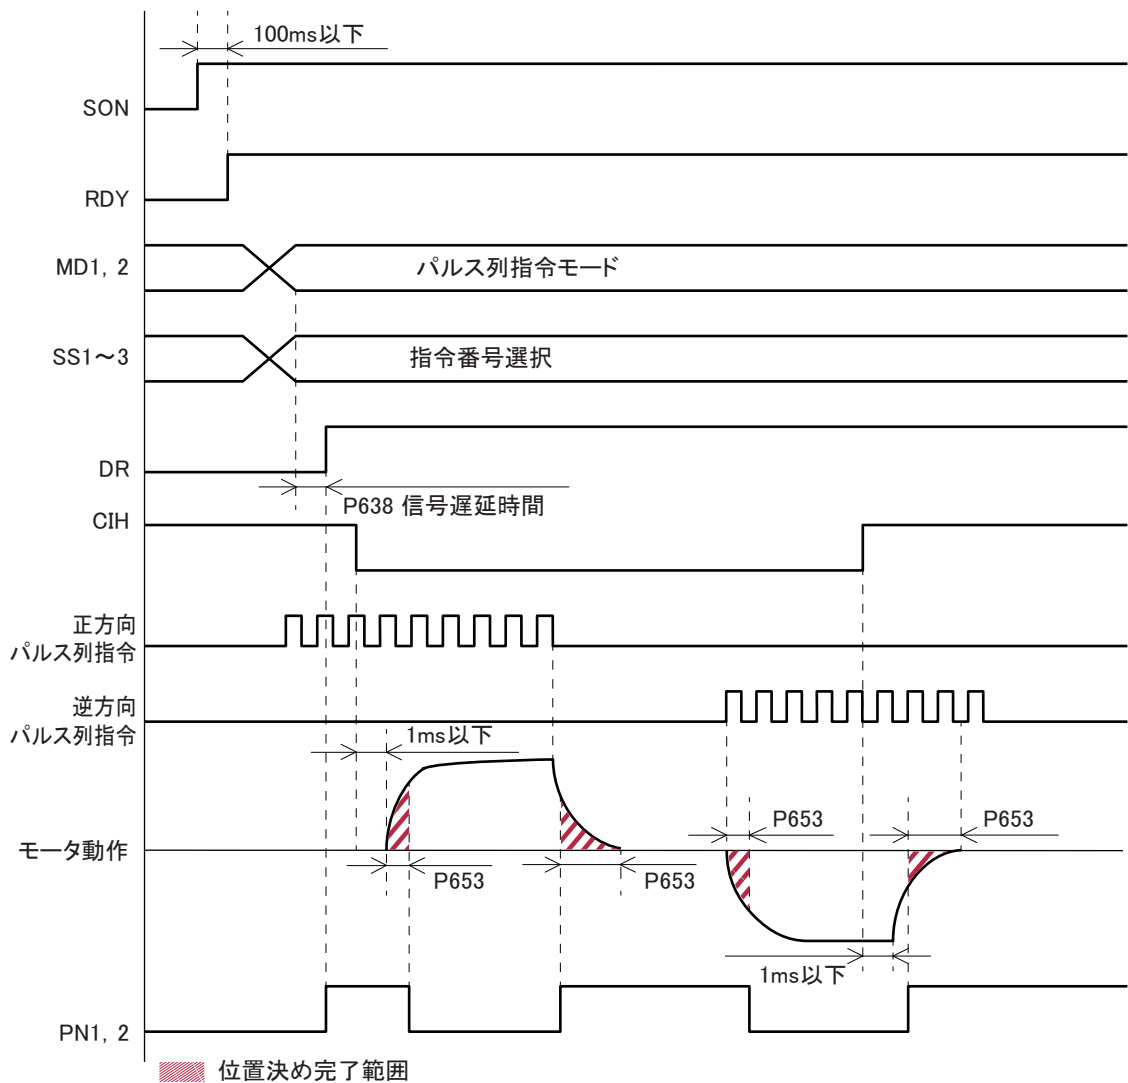 100ms以下
SON
RDY
MD1, 2
パルス列指令モード
SS1～3
指令番号選択
DR
P638 信号遅延時間
CIH
正方向
パルス列指令
逆方向
パルス列指令
1ms以下
P653
P653
モータ動作
P653
P653
1ms以下
PN1, 2
位置決め完了範囲